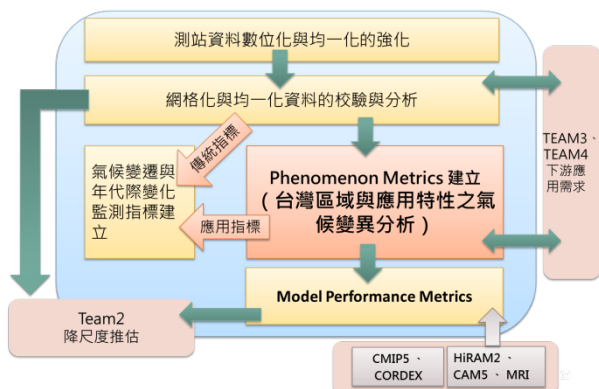 測站資料數位化與均一化的強化
網格化與均一化資料的校驗與分析
傳統指標
氣候變遷與
年代際變化
監測指標建
立
應用指標
Phenomenon Metrics 建立
（台灣區域與應用特性之氣
候變異分析）
TEAM3、
TEAM4
下游應
用需求
Model Performance Metrics
Team2
降尺度推估
CMIP5、
CORDEX
HiRAM2、
CAM5、MRI